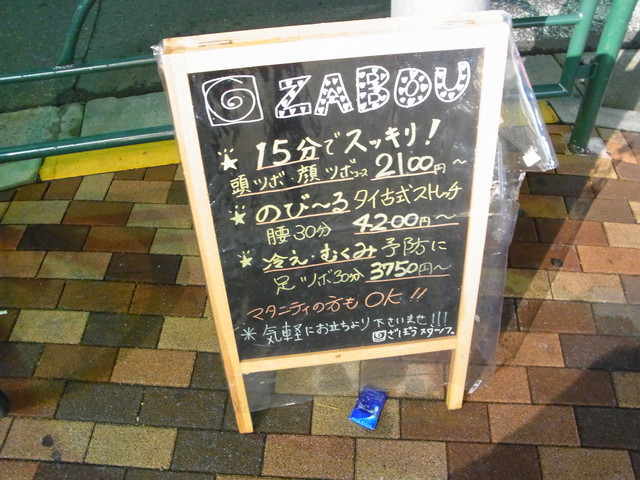 ZABOU
15分でスッキリ!
頭ツボ・顔ツボコース 2100円~
のび~る タイ古式ストレッチ
腰30分 4200円~
冷え・むくみ 予防に
足ツボ30分 3750円~
マタニティの方も OK!!
※気軽にお立ちより下さいませ!!!
ざぼうスタッフ